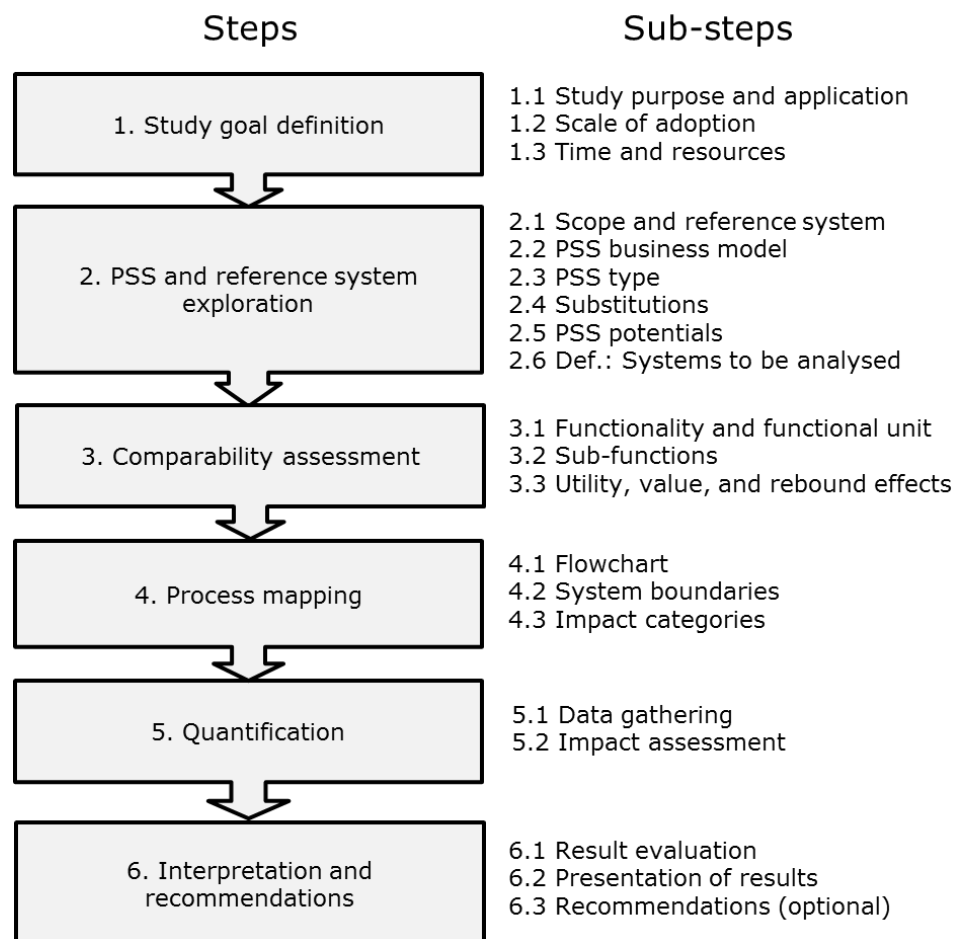 Steps
Sub-steps
1. Study goal definition
1.1 Study purpose and application
1.2 Scale of adoption
1.3 Time and resources
2. PSS and reference system
exploration
2.1 Scope and reference system
2.2 PSS business model
2.3 PSS type
2.4 Substitutions
2.5 PSS potentials
2.6 Def.: Systems to be analysed
3. Comparability assessment
3.1 Functionality and functional unit
3.2 Sub-functions
3.3 Utility, value, and rebound effects
4. Process mapping
4.1 Flowchart
4.2 System boundaries
4.3 Impact categories
5. Quantification
5.1 Data gathering
5.2 Impact assessment
6. Interpretation and
recommendations
6.1 Result evaluation
6.2 Presentation of results
6.3 Recommendations (optional)